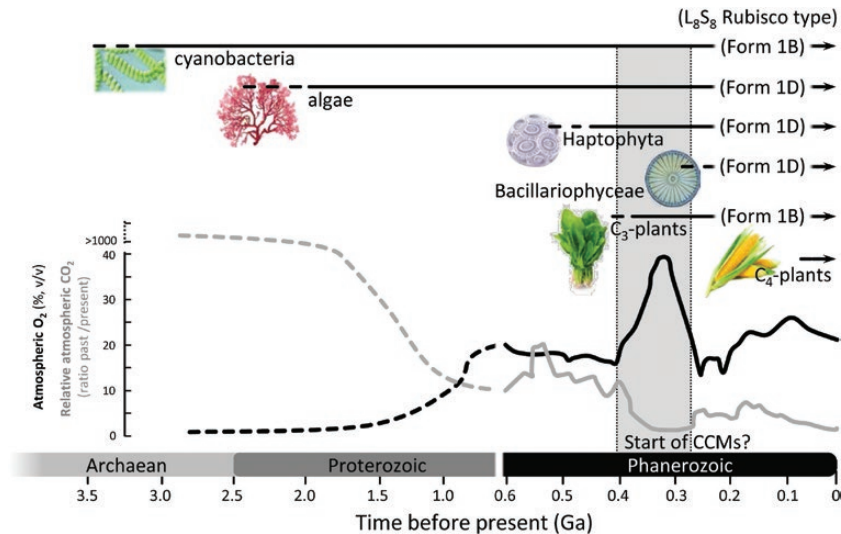 (L₈S₈ Rubisco type)
cyanobacteria
(Form 1B)
algae
(Form 1D)
Haptophyta
(Form 1D)
(Form 1D)
Bacillariophyceae
(Form 1B)
C₃-plants
C₄-plants
Atmospheric O₂ (%, v/v)
Relative atmospheric CO₂
(ratio past /present)
>1000
40
30
20
10
0
Start of CCMs?
Archaean
Proterozoic
Phanerozoic
3.5
3.0
2.5
2.0
1.5
1.0
0.6
0.5
0.4
0.3
0.2
0.1
0
Time before present (Ga)